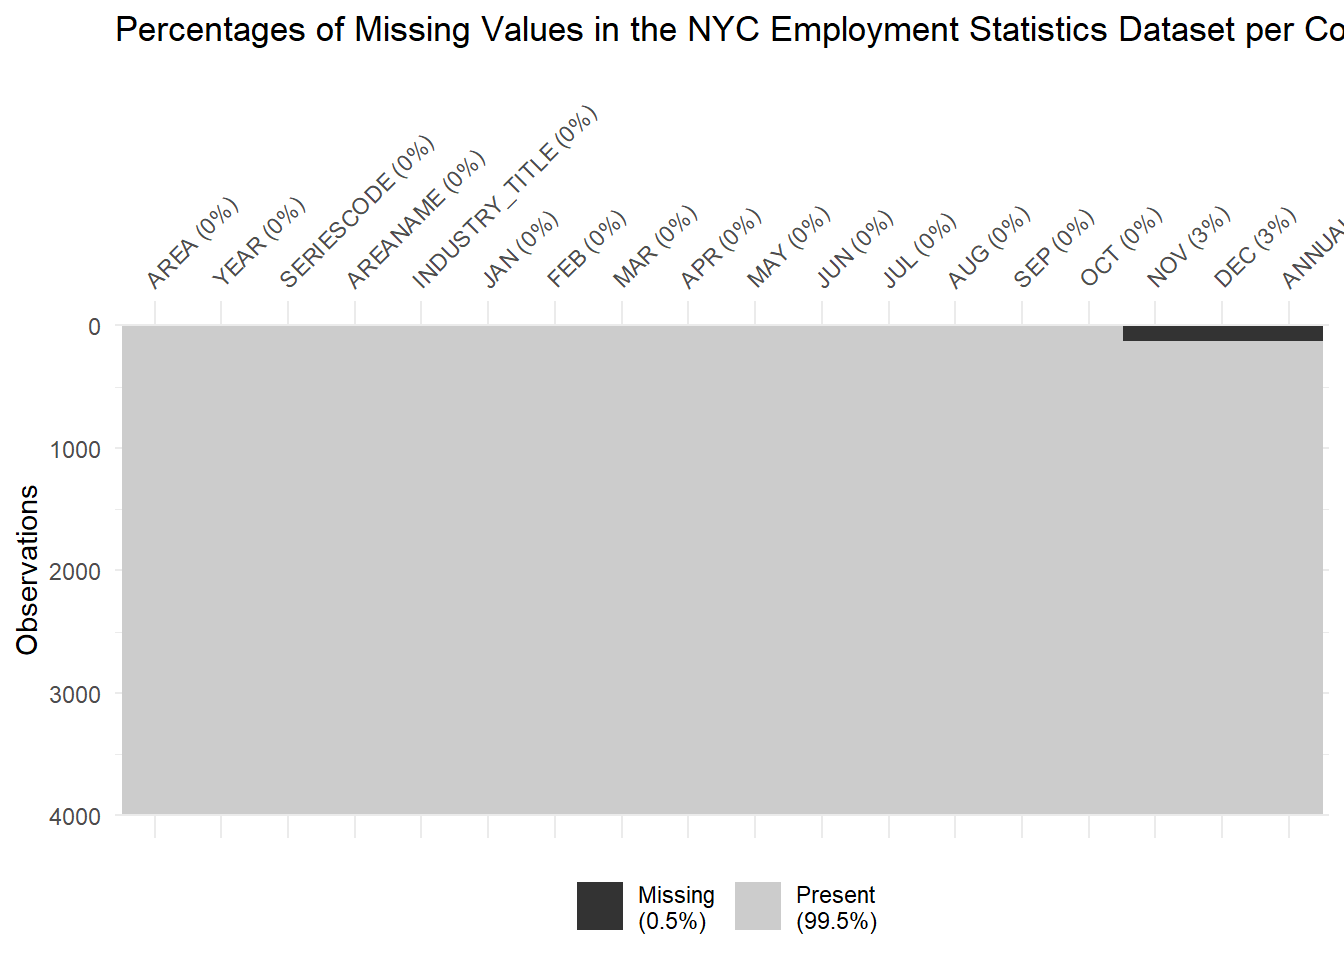 Percentages of Missing Values in the NYC Employment Statistics Dataset per Co
AREA (0%)
YEAR (0%)
SERIESCODE (0%)
AREANAME (0%)
INDUSTRY_TITLE (0%)
JAN (0%)
FEB (0%)
MAR (0%)
APR (0%)
MAY (0%)
JUN (0%)
JUL (0%)
AUG (0%)
SEP (0%)
OCT (0%)
NOV (3%)
DEC (3%)
ANNUAL
0
1000
2000
3000
4000
Observations
Missing
(0.5%)
Present
(99.5%)